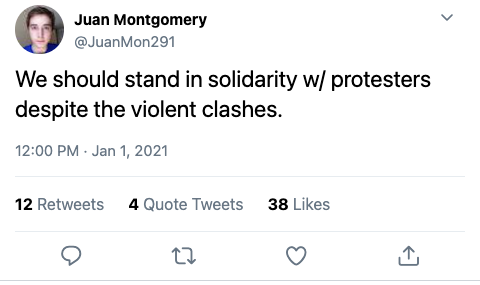 Juan Montgomery
@JuanMon291
We should stand in solidarity w/ protesters
despite the violent clashes.
12:00 PM · Jan 1, 2021
12 Retweets 4 Quote Tweets 38 Likes